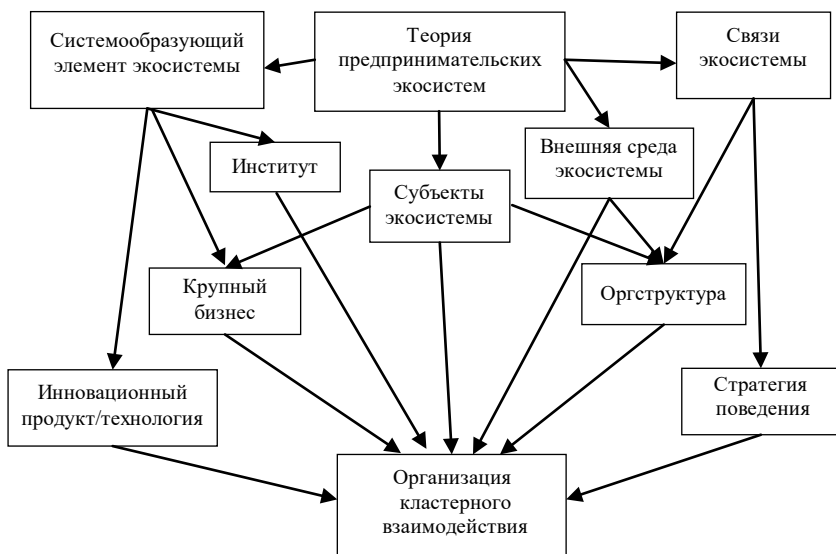 Системообразующий
элемент экосистемы
Теория
предпринимательских
экосистем
Связи
экосистемы
Институт
Внешняя среда
экосистемы
Субъекты
экосистемы
Крупный
бизнес
Оргструктура
Инновационный
продукт/технология
Стратегия
поведения
Организация
кластерного
взаимодействия